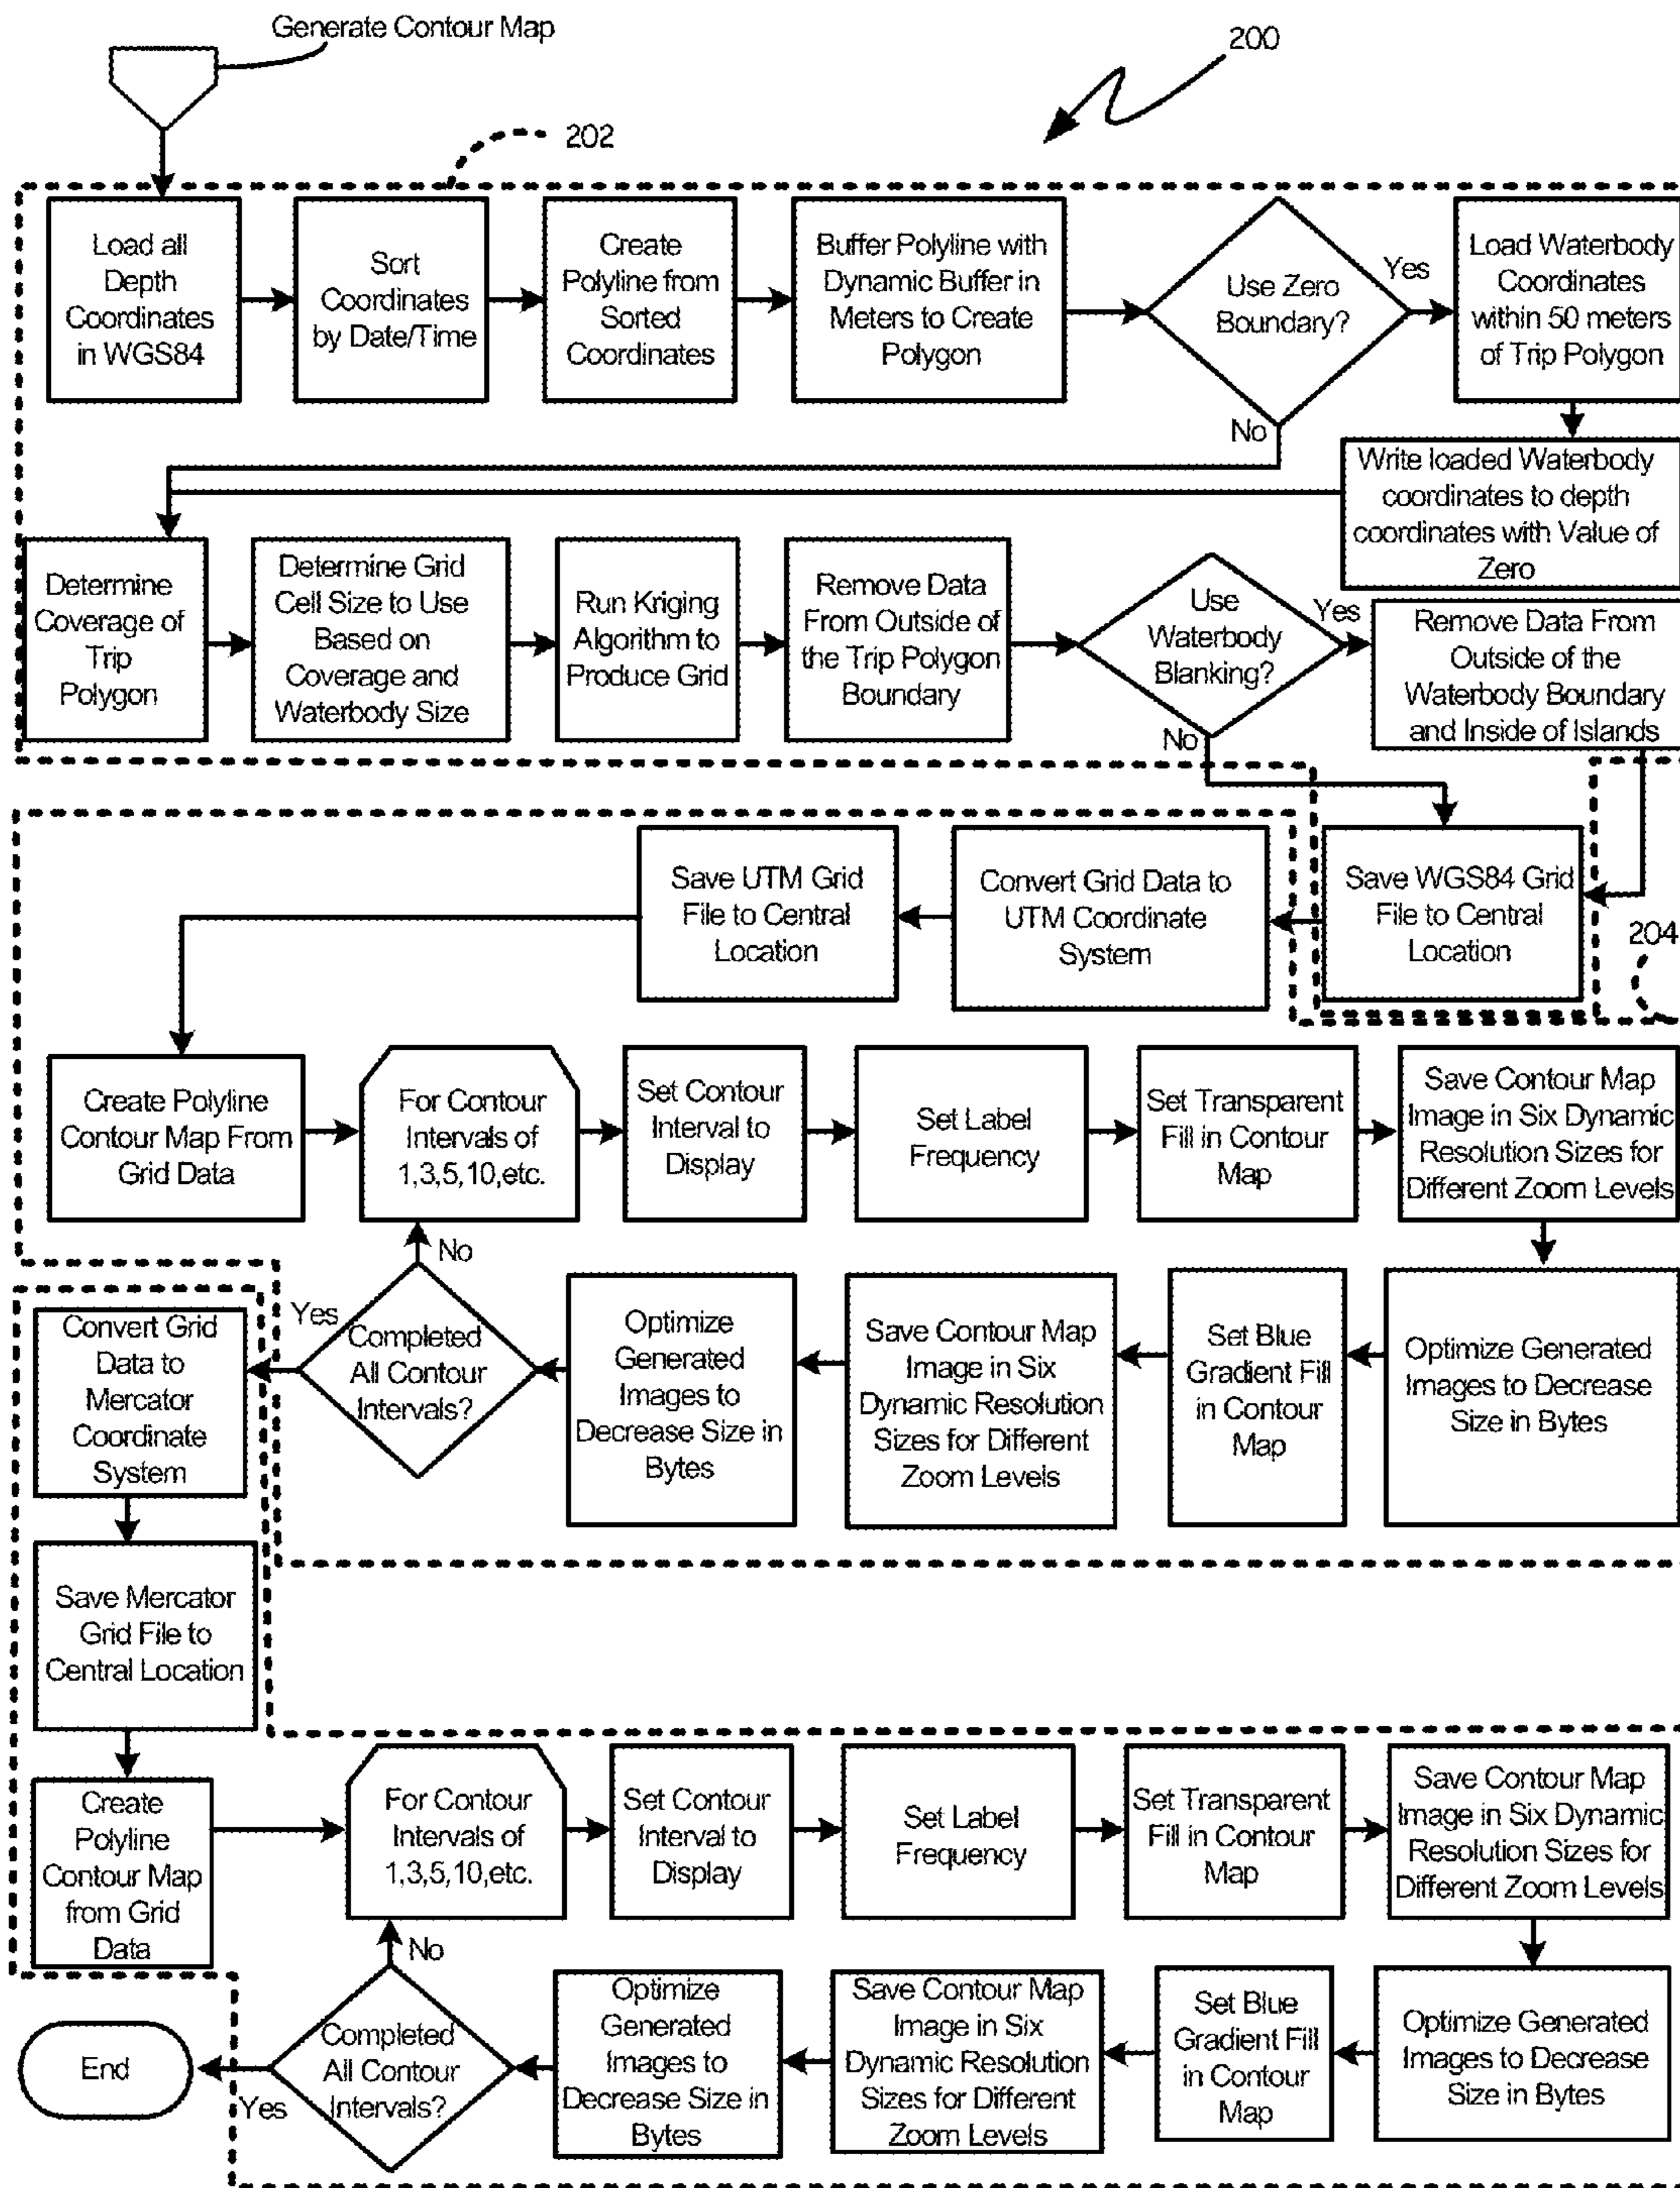 Generate Contour Map
200
202
Load all
Depth
Coordinates
in WGS84
Sort
Coordinates
by Date/Time
Create
Polyline from
Sorted
Coordinates
Buffer Polyline with
Dynamic Buffer in
Meters to Create
Polygon
Use Zero
Boundary?
Yes
No
Load Waterbody
Coordinates
within 50 meters
of Trip Polygon
Write loaded Waterbody
coordinates to depth
coordinates with Value of
Zero
Determine
Coverage of
Trip
Polygon
Determine Grid
Cell Size to Use
Based on
Coverage and
Waterbody Size
Run Kriging
Algorithm to
Produce Grid
Remove Data
From Outside of
the Trip Polygon
Boundary
Use
Waterbody
Blanking?
Yes
No
Remove Data From
Outside of the
Waterbody Boundary
and Inside of Islands
Save WGS84 Grid
File to Central
Location
204
Convert Grid Data to
UTM Coordinate
System
Save UTM Grid
File to Central
Location
Create Polyline
Contour Map From
Grid Data
For Contour
Intervals of
1,3,5,10,etc.
Set Contour
Interval to
Display
Set Label
Frequency
Set Transparent
Fill in Contour
Map
Save Contour Map
Image in Six Dynamic
Resolution Sizes for
Different Zoom Levels
Optimize Generated
Images to Decrease
Size in Bytes
Set Blue
Gradient Fill
in Contour
Map
Save Contour Map
Image in Six
Dynamic Resolution
Sizes for Different
Zoom Levels
Optimize
Generated
Images to
Decrease Size in
Bytes
Completed
All Contour
Intervals?
No
Yes
Convert Grid
Data to
Mercator
Coordinate
System
Save Mercator
Grid File to
Central Location
Create
Polyline
Contour Map
from Grid
Data
For Contour
Intervals of
1,3,5,10,etc.
Set Contour
Interval to
Display
Set Label
Frequency
Set Transparent
Fill in Contour
Map
Save Contour Map
Image in Six Dynamic
Resolution Sizes for
Different Zoom Levels
Optimize Generated
Images to Decrease
Size in Bytes
Set Blue
Gradient Fill
in Contour
Map
Save Contour Map
Image in Six
Dynamic Resolution
Sizes for Different
Zoom Levels
Optimize
Generated
Images to
Decrease Size in
Bytes
Completed
All Contour
Intervals?
No
Yes
End